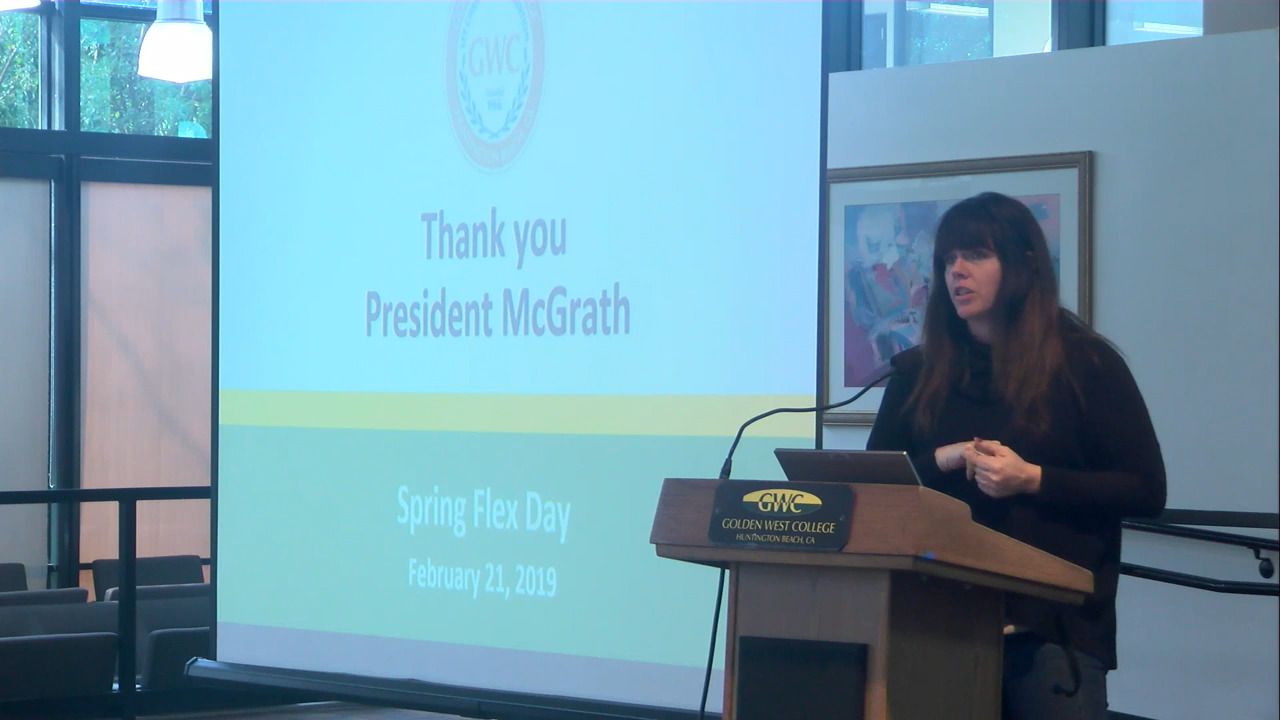 GWC
Thank you
President McGrath
Spring Flex Day
February 21, 2019
GWC
GOLDEN WEST COLLEGE
HUNTINGTON BEACH, CA